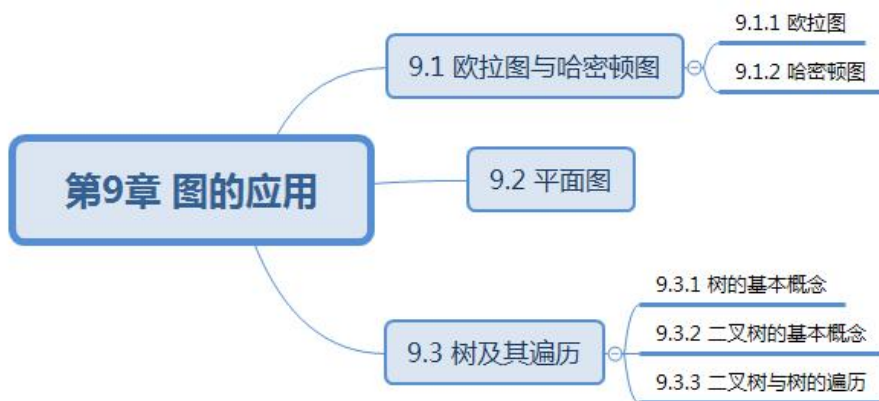 第9章 图的应用
9.1 欧拉图与哈密顿图
9.1.1 欧拉图
9.1.2 哈密顿图
9.2 平面图
9.3 树及其遍历
9.3.1 树的基本概念
9.3.2 二叉树的基本概念
9.3.3 二叉树与树的遍历